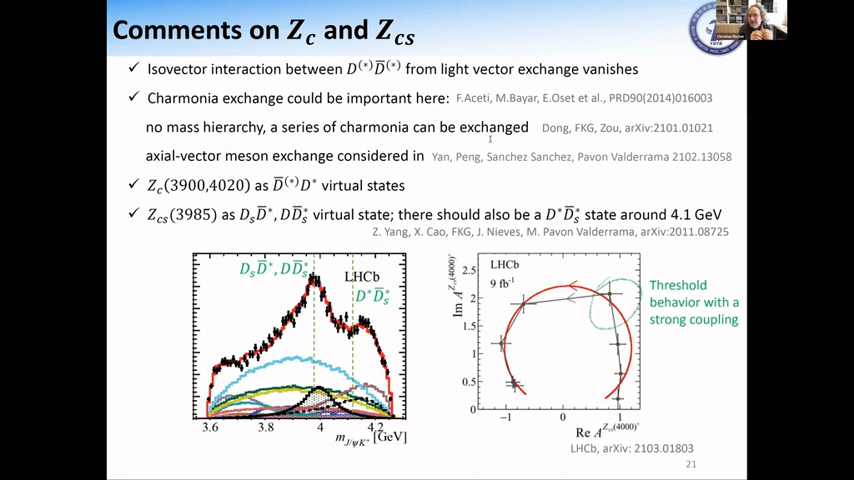 Comments on Z_c and Z_cs
✓ Isovector interaction between D^(*) D̄^(*) from light vector exchange vanishes
✓ Charmonia exchange could be important here: F.Aceti, M.Bayar, E.Oset et al., PRD90(2014)016003
no mass hierarchy, a series of charmonia can be exchanged Dong, FKG, Zou, arXiv:2101.01021
axial-vector meson exchange considered in Yan, Peng, Sanchez Sanchez, Pavon Valderrama 2102.13058
✓ Z_c(3900,4020) as D̄^(*) D^* virtual states
✓ Z_cs(3985) as D_s D̄^*, D D̄_s^* virtual state; there should also be a D^* D̄_s^* state around 4.1 GeV
Z. Yang, X. Cao, FKG, J. Nieves, M. Pavon Valderrama, arXiv:2011.08725
D_s D̄^*, D D̄_s^*
LHCb
D^* D̄_s^*
3.6 3.8 4 4.2
m_J/ψK^+ [GeV]
LHCb
9 fb^-1
2.5
2
1.5
1
0.5
0
−1 0 1
Im A^Z_cs(4000)^+
Re A^Z_cs(4000)^+
Threshold
behavior with a
strong coupling
LHCb, arXiv: 2103.01803
21